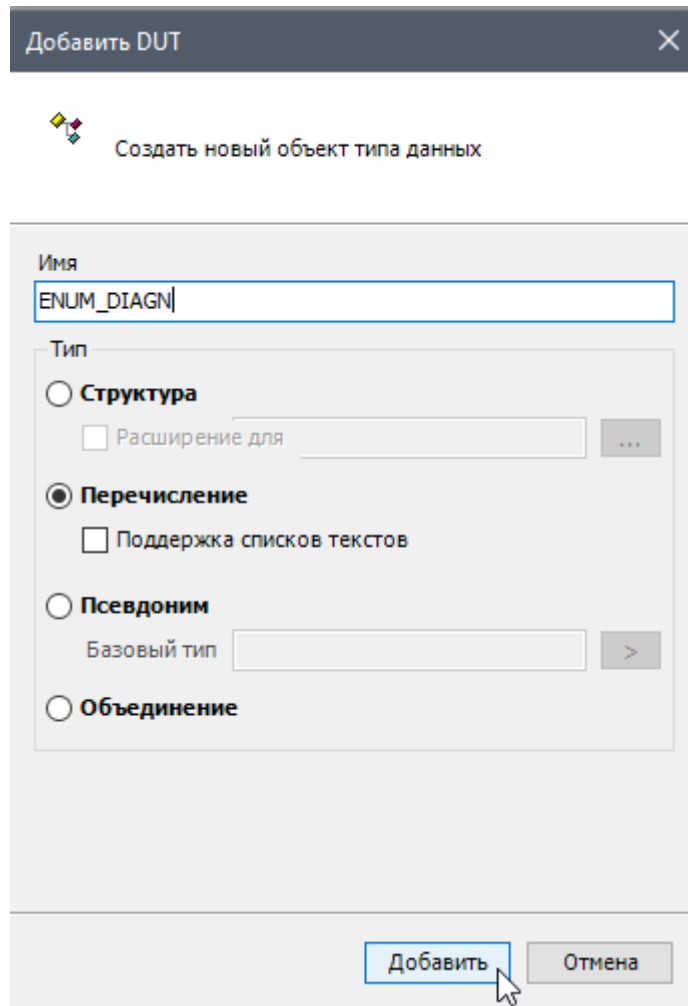 Добавить DUT
Создать новый объект типа данных
Имя
ENUM_DIAGN
Тип
Структура
Расширение для
...
Перечисление
Поддержка списков текстов
Псевдоним
Базовый тип
>
Объединение
Добавить
Отмена